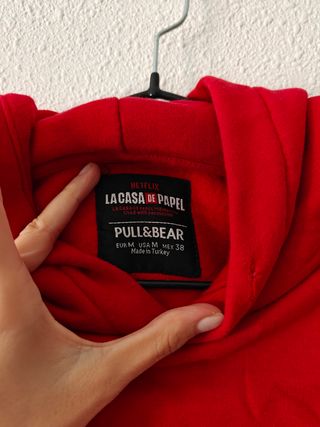 NETFLIX
LA CASA DE PAPEL
PULL&BEAR
EUR M USA M MEX 38
Made in Turkey